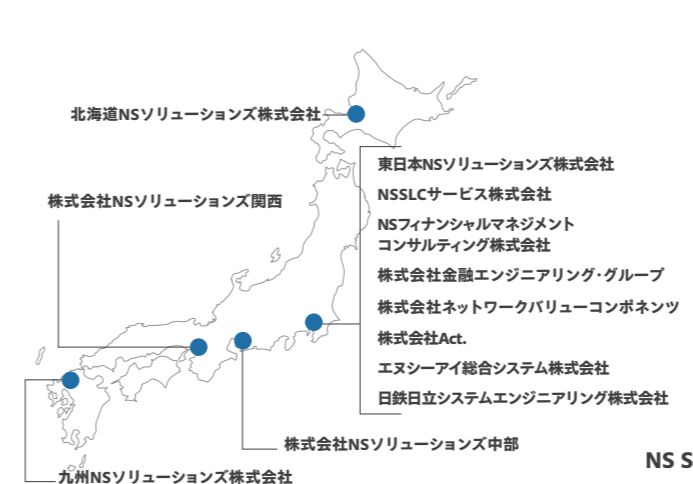 北海道NSソリューションズ株式会社
東日本NSソリューションズ株式会社
NSSLCサービス株式会社
株式会社NSソリューションズ関西
NSフィナンシャルマネジメント
コンサルティング株式会社
株式会社金融エンジニアリング・グループ
株式会社ネットワークバリューコンポネンツ
株式会社Act.
エヌシーアイ総合システム株式会社
日鉄日立システムエンジニアリング株式会社
株式会社NSソリューションズ中部
NS S
九州NSソリューションズ株式会社